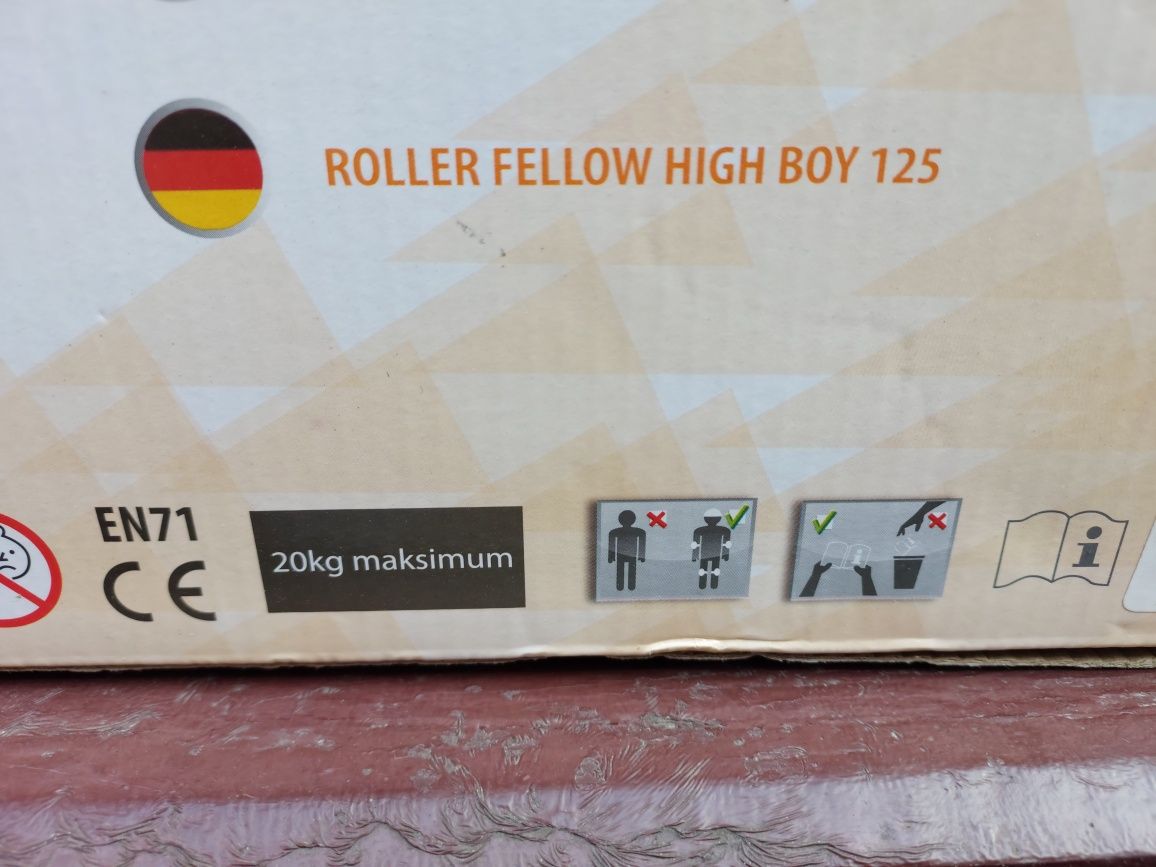 ROLLER FELLOW HIGH BOY 125
EN71
CE
20kg maksimum
i
i